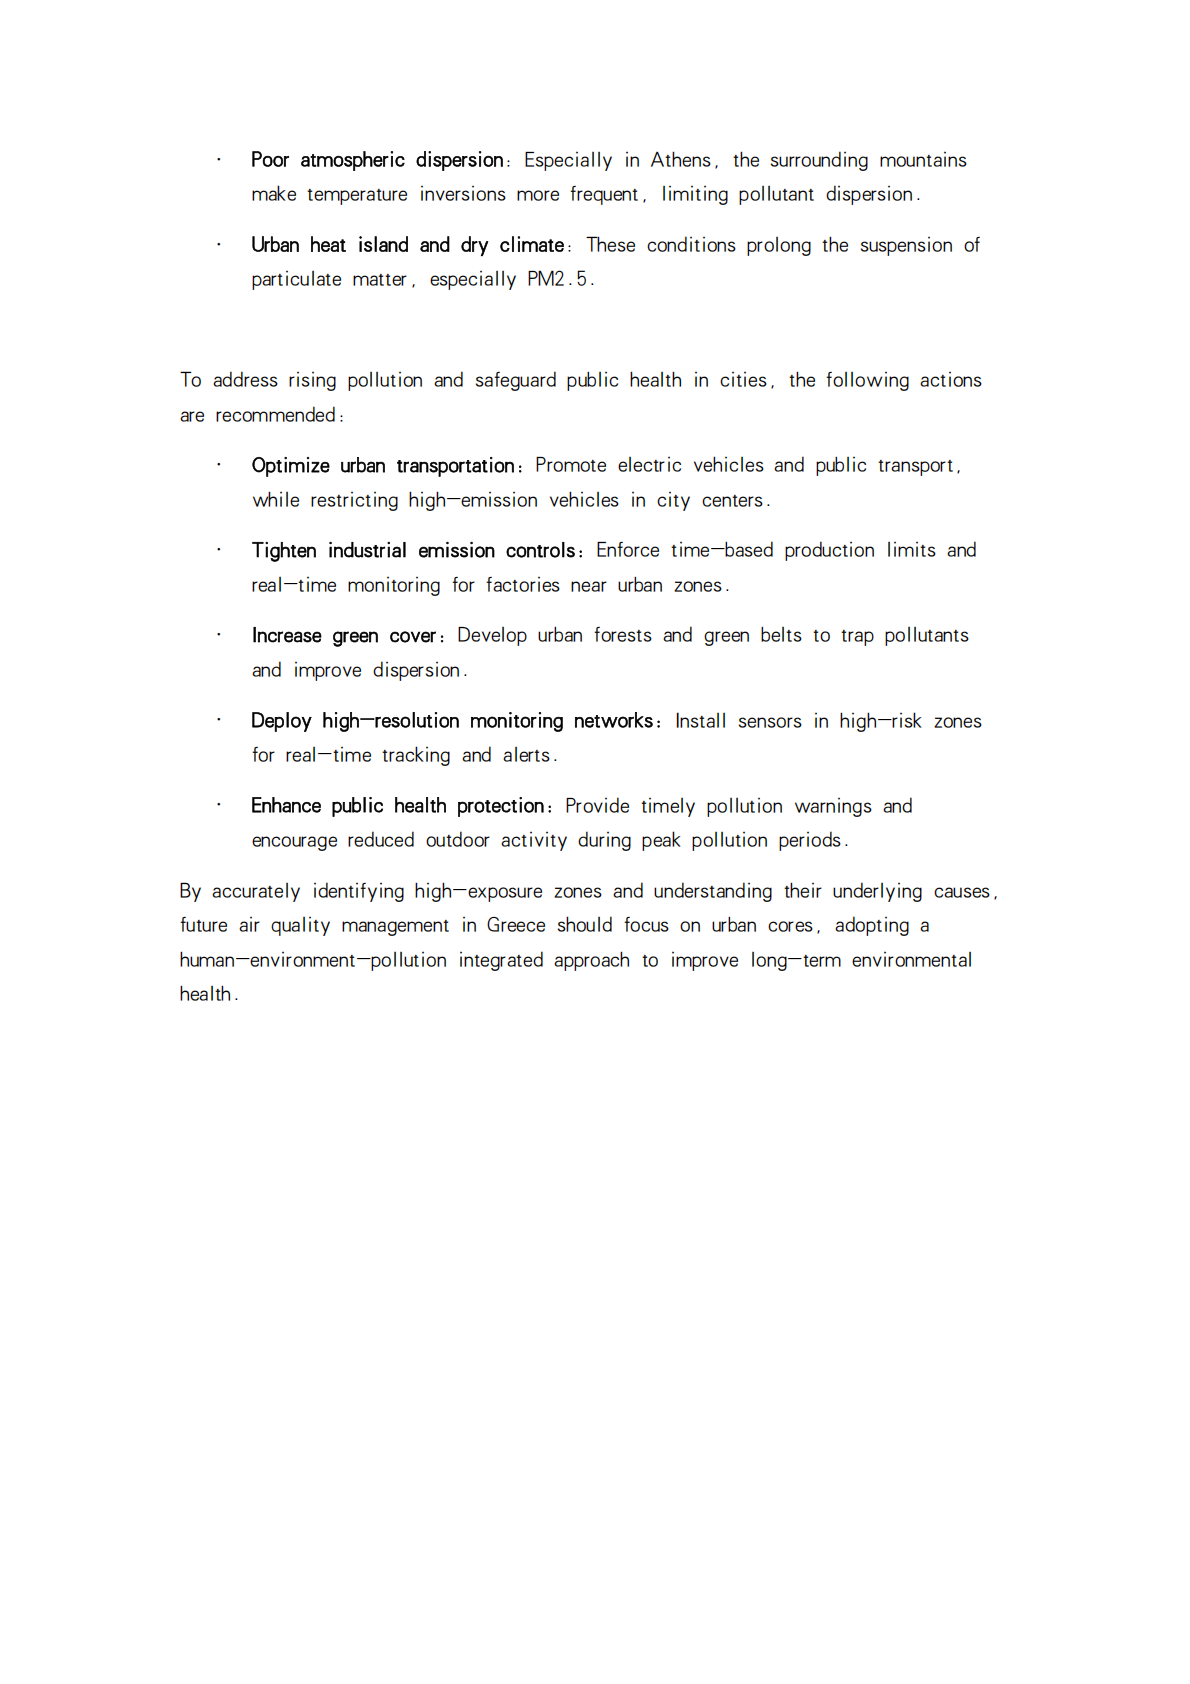 · Poor atmospheric dispersion: Especially in Athens, the surrounding mountains
make temperature inversions more frequent, limiting pollutant dispersion.
· Urban heat island and dry climate: These conditions prolong the suspension of
particulate matter, especially PM2.5.
To address rising pollution and safeguard public health in cities, the following actions
are recommended:
· Optimize urban transportation: Promote electric vehicles and public transport,
while restricting high-emission vehicles in city centers.
· Tighten industrial emission controls: Enforce time-based production limits and
real-time monitoring for factories near urban zones.
· Increase green cover: Develop urban forests and green belts to trap pollutants
and improve dispersion.
· Deploy high-resolution monitoring networks: Install sensors in high-risk zones
for real-time tracking and alerts.
· Enhance public health protection: Provide timely pollution warnings and
encourage reduced outdoor activity during peak pollution periods.
By accurately identifying high-exposure zones and understanding their underlying causes,
future air quality management in Greece should focus on urban cores, adopting a
human-environment-pollution integrated approach to improve long-term environmental
health.